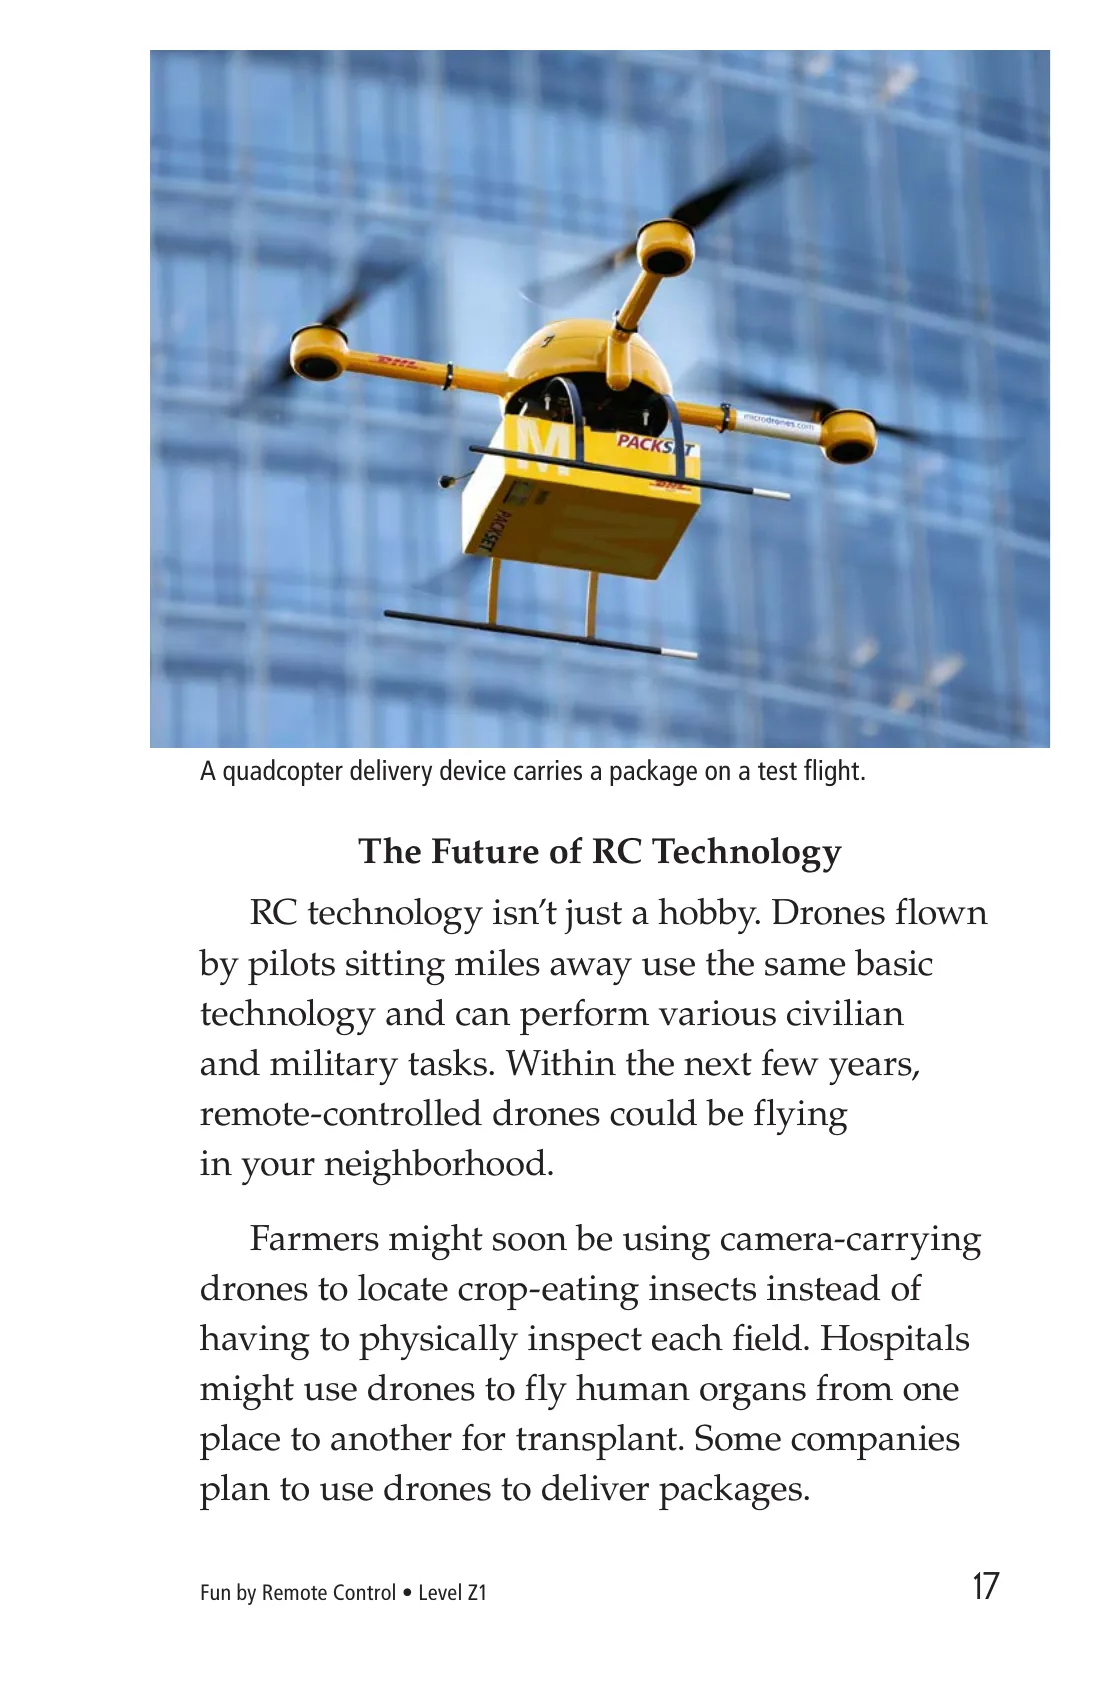 DHL
microdrones.com
M
PACKSET
DHL
PACKSET
M
A quadcopter delivery device carries a package on a test flight.
The Future of RC Technology
RC technology isn’t just a hobby. Drones flown
by pilots sitting miles away use the same basic
technology and can perform various civilian
and military tasks. Within the next few years,
remote-controlled drones could be flying
in your neighborhood.
Farmers might soon be using camera-carrying
drones to locate crop-eating insects instead of
having to physically inspect each field. Hospitals
might use drones to fly human organs from one
place to another for transplant. Some companies
plan to use drones to deliver packages.
Fun by Remote Control • Level Z1
17